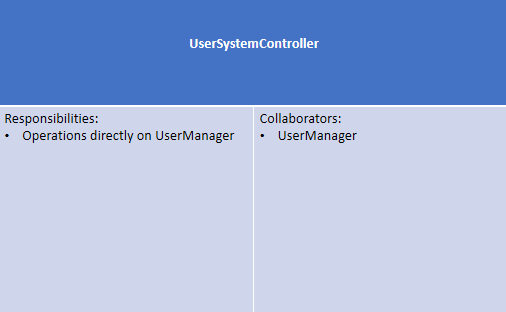 UserSystemController
Responsibilities:
• Operations directly on UserManager
Collaborators:
• UserManager